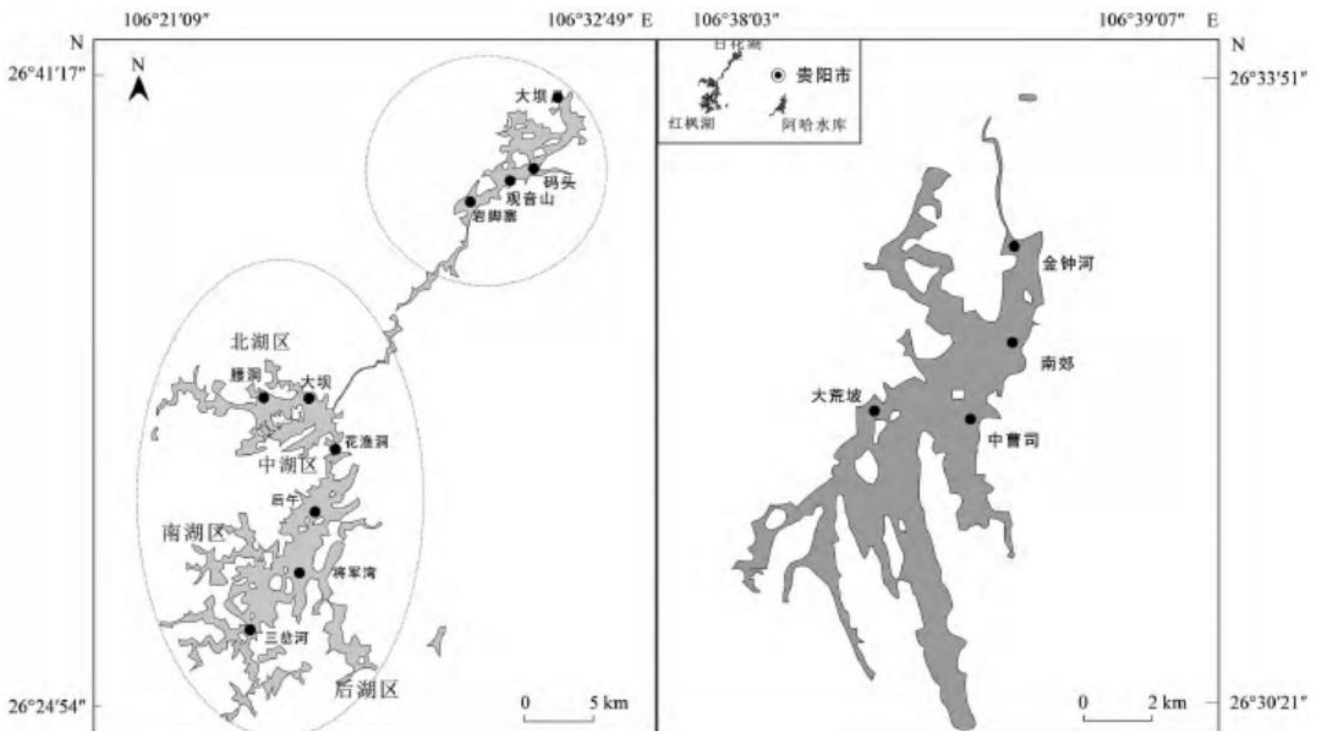 106°21′09″
106°32′49″ E
106°38′03″
106°39′07″ E
N
N
26°41′17″
26°33′51″
N
大坝
码头
观音山
岩脚寨
北湖区
腰洞
大坝
花渔洞
中湖区
后午
南湖区
将军湾
三岔河
后湖区
0 5 km
26°24′54″
贵阳市
红枫湖
阿哈水库
金钟河
南郊
大荒坡
中曹司
0 2 km
26°30′21″